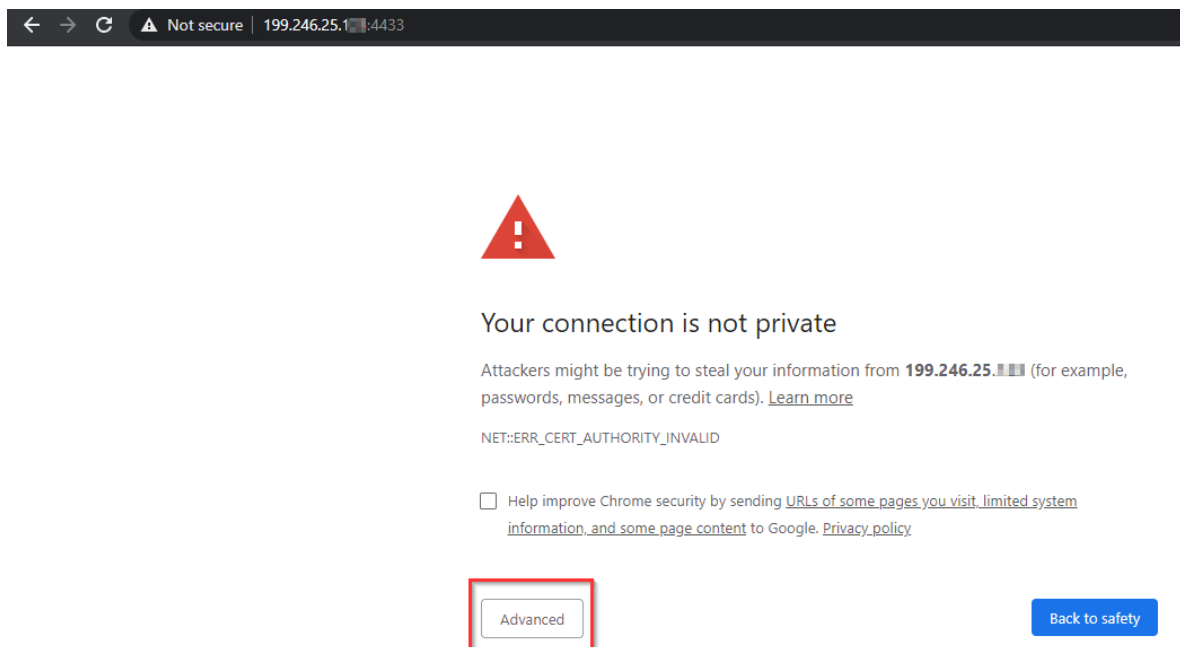 Not secure 199.246.25.1 :4433
Your connection is not private
Attackers might be trying to steal your information from 199.246.25. (for example,
passwords, messages, or credit cards). Learn more
NET::ERR_CERT_AUTHORITY_INVALID
Help improve Chrome security by sending URLs of some pages you visit, limited system
information, and some page content to Google. Privacy policy
Advanced
Back to safety